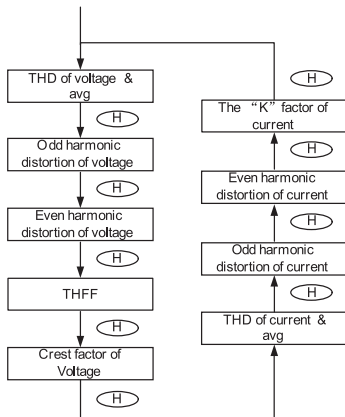 THD of voltage &
avg
H
Odd harmonic
distortion of voltage
H
Even harmonic
distortion of voltage
H
THFF
H
Crest factor of
Voltage
H
H
The “K” factor of
current
H
Even harmonic
distortion of current
H
Odd harmonic
distortion of current
H
THD of current &
avg